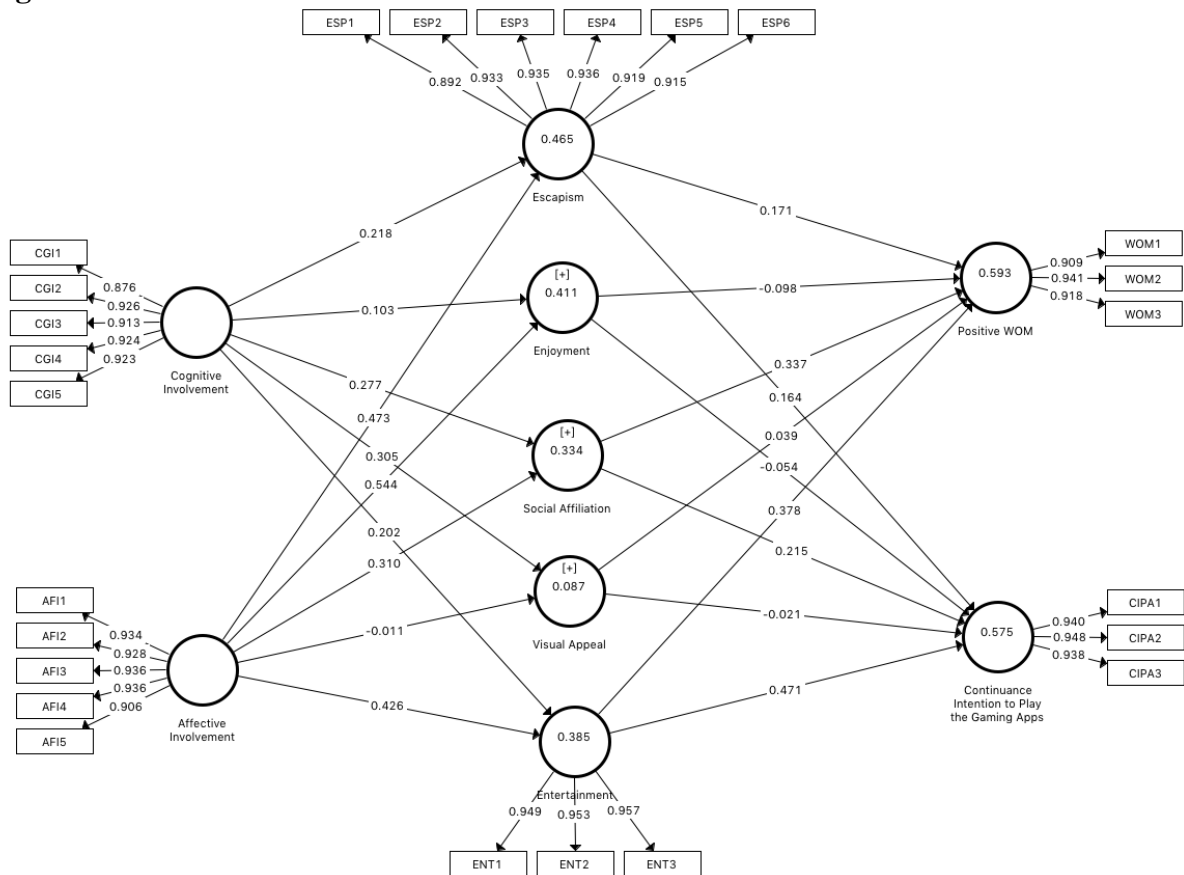 ESP1 ESP2 ESP3 ESP4 ESP5 ESP6
0.892 0.933 0.935 0.936 0.919 0.915
0.465
Escapism
0.218
0.171
CGI1
CGI2
CGI3
CGI4
CGI5
0.876
0.926
0.913
0.924
0.923
Cognitive
Involvement
0.103
[+]
0.411
Enjoyment
-0.098
0.593
Positive WOM
0.909
0.941
0.918
WOM1
WOM2
WOM3
0.277
0.473
0.305
0.544
0.202
0.310
[+]
0.334
Social Affiliation
0.337
0.164
0.039
-0.054
0.378
0.215
[+]
0.087
Visual Appeal
-0.011
-0.021
AFI1
AFI2
AFI3
AFI4
AFI5
0.934
0.928
0.936
0.936
0.906
Affective
Involvement
0.426
0.471
0.575
Continuance
Intention to Play
the Gaming Apps
0.940
0.948
0.938
CIPA1
CIPA2
CIPA3
0.385
Entertainment
0.949 0.953 0.957
ENT1 ENT2 ENT3